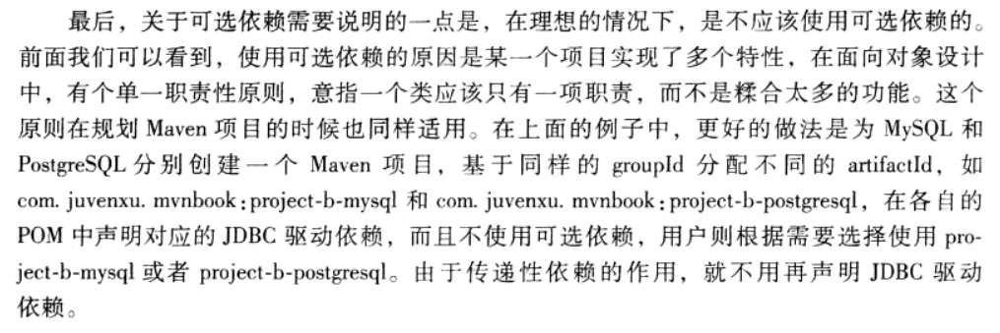 最后，关于可选依赖需要说明的一点是，在理想的情况下，是不应该使用可选依赖的。
前面我们可以看到，使用可选依赖的原因是某一个项目实现了多个特性，在面向对象设计
中，有个单一职责性原则，意指一个类应该只有一项职责，而不是糅合太多的功能。这个
原则在规划 Maven 项目的时候也同样适用。在上面的例子中，更好的做法是为 MySQL 和
PostgreSQL 分别创建一个 Maven 项目，基于同样的 groupId 分配不同的 artifactId，如
com. juvenxu. mvnbook：project-b-mysql 和 com. juvenxu. mvnbook：project-b-postgresql，在各自的
POM 中声明对应的 JDBC 驱动依赖，而且不使用可选依赖，用户则根据需要选择使用 pro-
ject-b-mysql 或者 project-b-postgresql。由于传递性依赖的作用，就不用再声明 JDBC 驱动
依赖。